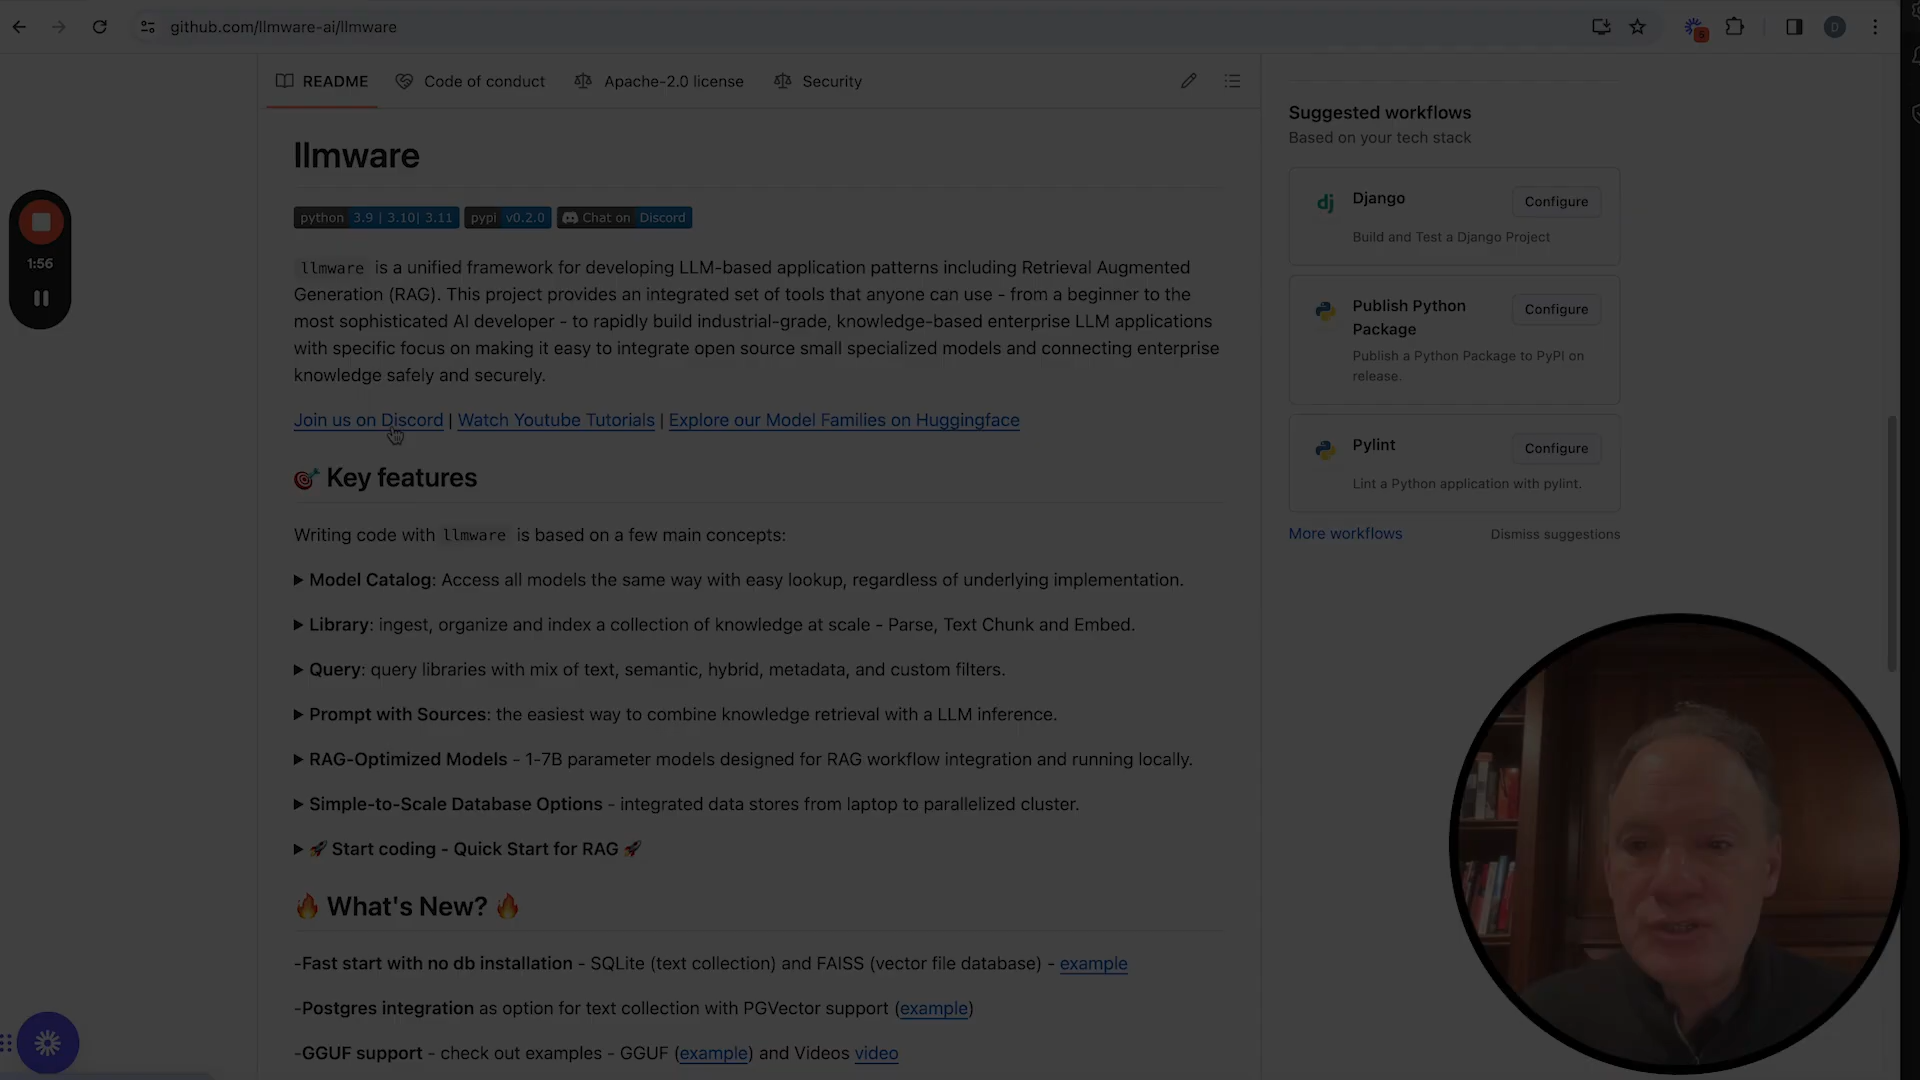 github.com/llmware-ai/llmware
5
D
README
Code of conduct
Apache-2.0 license
Security
llmware
python 3.9 | 3.10| 3.11 pypi v0.2.0 Chat on Discord
llmware is a unified framework for developing LLM-based application patterns including Retrieval Augmented
Generation (RAG). This project provides an integrated set of tools that anyone can use - from a beginner to the
most sophisticated AI developer - to rapidly build industrial-grade, knowledge-based enterprise LLM applications
with specific focus on making it easy to integrate open source small specialized models and connecting enterprise
knowledge safely and securely.
Join us on Discord | Watch Youtube Tutorials | Explore our Model Families on Huggingface
🎯 Key features
Writing code with llmware is based on a few main concepts:
▶ Model Catalog: Access all models the same way with easy lookup, regardless of underlying implementation.
▶ Library: ingest, organize and index a collection of knowledge at scale - Parse, Text Chunk and Embed.
▶ Query: query libraries with mix of text, semantic, hybrid, metadata, and custom filters.
▶ Prompt with Sources: the easiest way to combine knowledge retrieval with a LLM inference.
▶ RAG-Optimized Models - 1-7B parameter models designed for RAG workflow integration and running locally.
▶ Simple-to-Scale Database Options - integrated data stores from laptop to parallelized cluster.
▶ 🚀 Start coding - Quick Start for RAG 🚀
🔥 What's New? 🔥
-Fast start with no db installation - SQLite (text collection) and FAISS (vector file database) - example
-Postgres integration as option for text collection with PGVector support (example)
-GGUF support - check out examples - GGUF (example) and Videos video
1:56
Suggested workflows
Based on your tech stack
dj
Django
Configure
Build and Test a Django Project
Publish Python
Package
Configure
Publish a Python Package to PyPI on
release.
Pylint
Configure
Lint a Python application with pylint.
More workflows
Dismiss suggestions